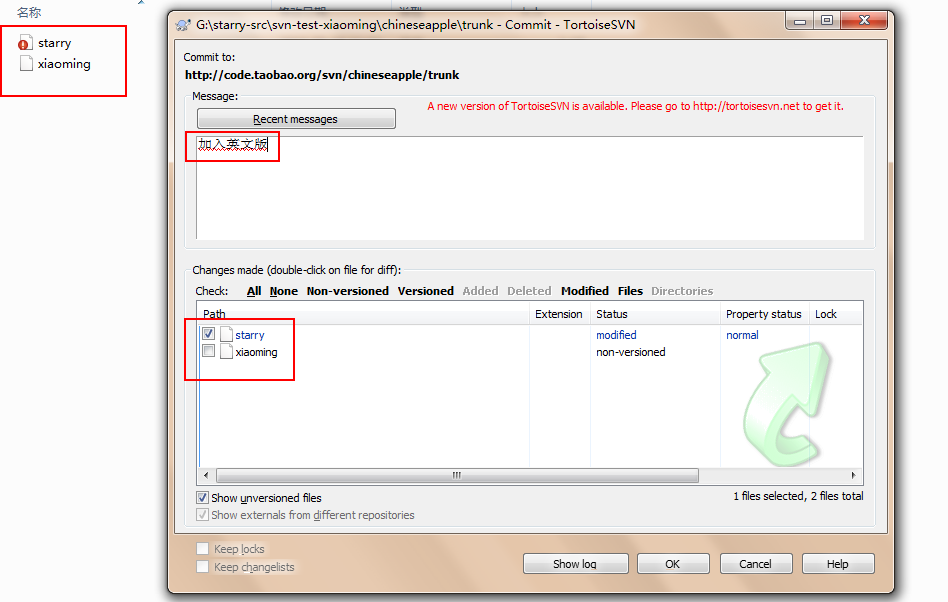 名称
starry
xiaoming
G:\starry-src\svn-test-xiaoming\chineseapple\trunk - Commit - TortoiseSVN
Commit to:
http://code.taobao.org/svn/chineseapple/trunk
Message:
A new version of TortoiseSVN is available. Please go to http://tortoisesvn.net to get it.
Recent messages
加入英文版
Changes made (double-click on file for diff):
Check: All None Non-versioned Versioned Added Deleted Modified Files Directories
Path Extension Status Property status Lock
starry modified normal
xiaoming non-versioned
Show unversioned files
1 files selected, 2 files total
Show externals from different repositories
Keep locks
Keep changelists
Show log OK Cancel Help